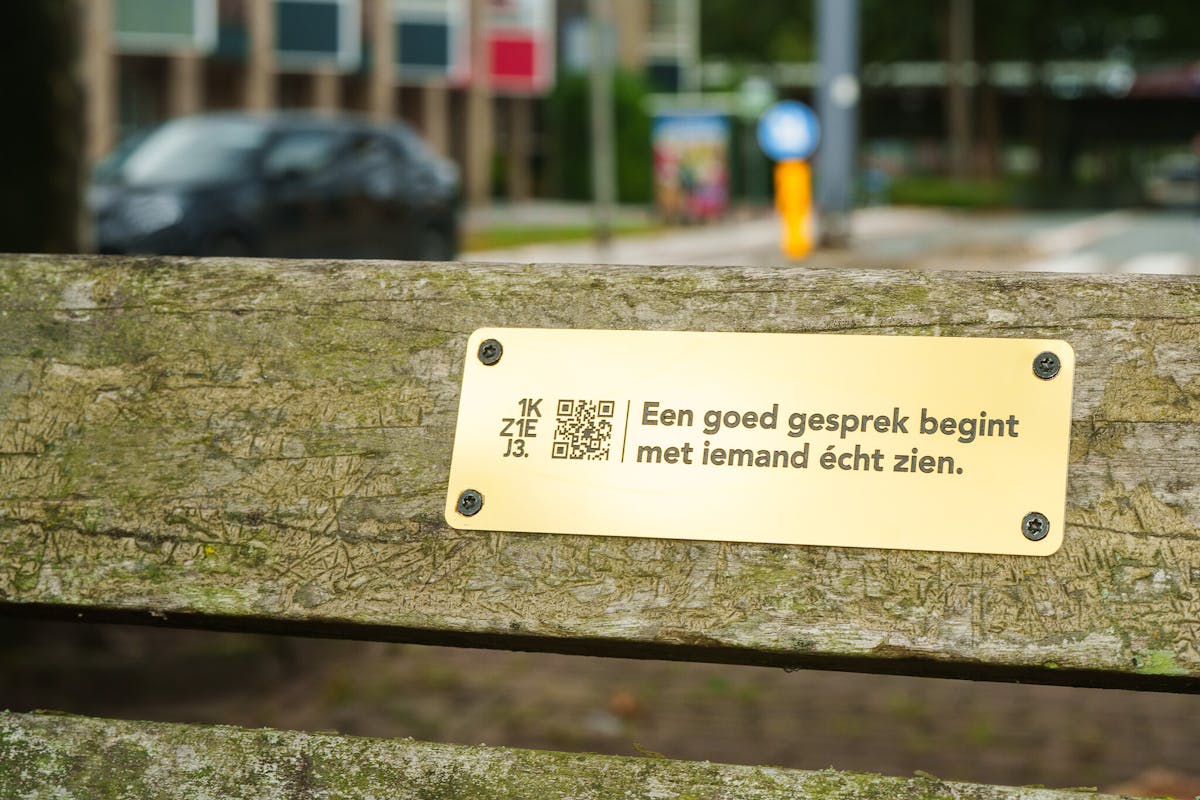 1K
Z1E
J3.
Een goed gesprek begint
met iemand écht zien.